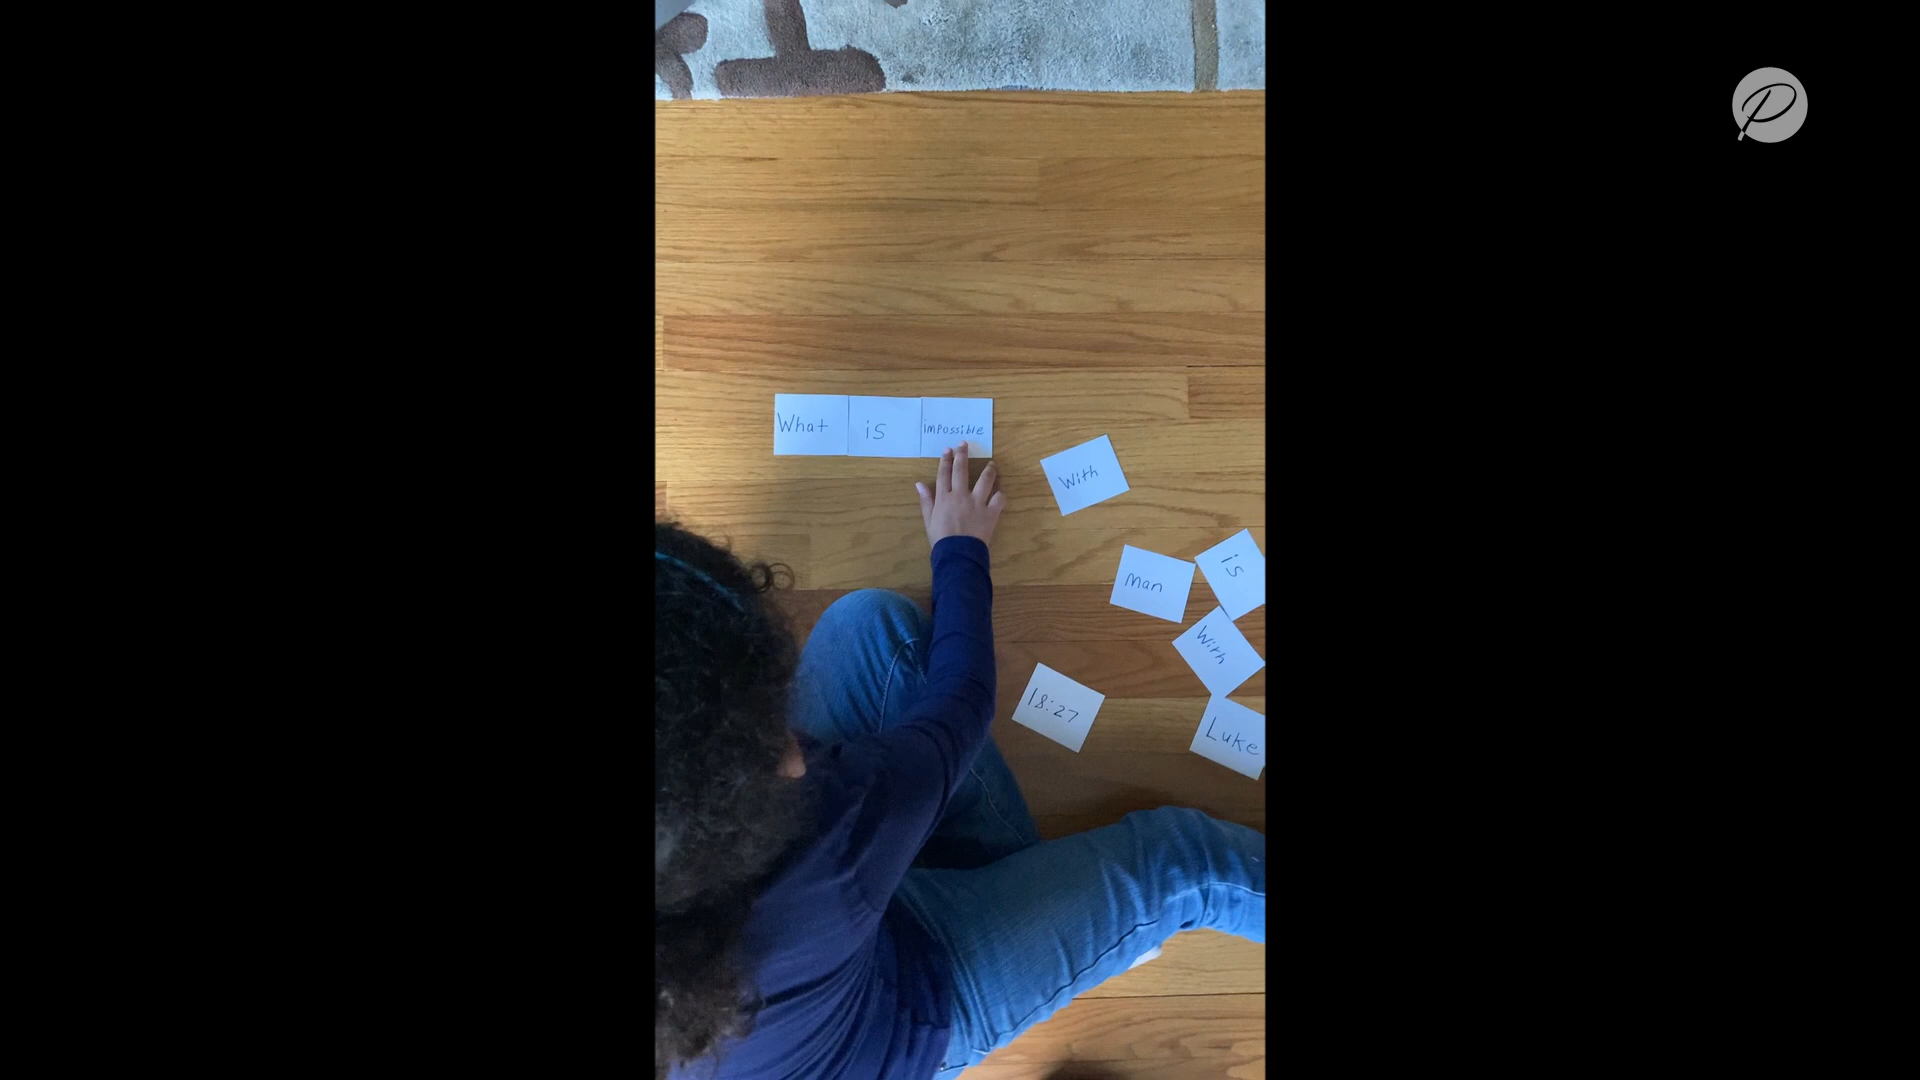 What is impossible
With
man
is
With
18:27
Luke